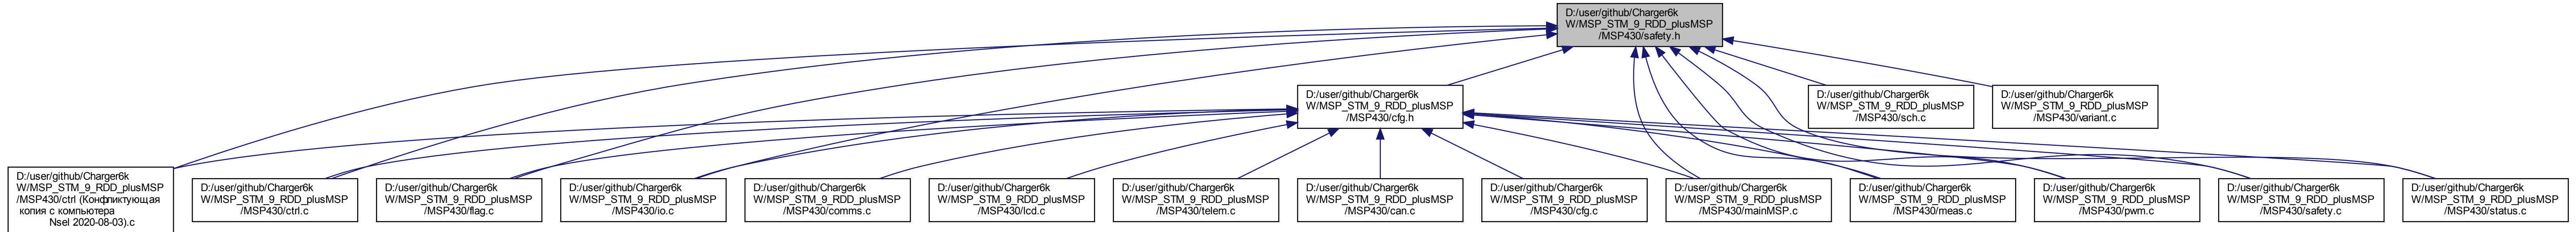 D:/user/github/Charger6k
W/MSP_STM_9_RDD_plusMSP
/MSP430/safety.h
D:/user/github/Charger6k
W/MSP_STM_9_RDD_plusMSP
/MSP430/cfg.h
D:/user/github/Charger6k
W/MSP_STM_9_RDD_plusMSP
/MSP430/sch.c
D:/user/github/Charger6k
W/MSP_STM_9_RDD_plusMSP
/MSP430/variant.c
D:/user/github/Charger6k
W/MSP_STM_9_RDD_plusMSP
/MSP430/ctrl (Конфликтующая
копия с компьютера
Nsel 2020-08-03).c
D:/user/github/Charger6k
W/MSP_STM_9_RDD_plusMSP
/MSP430/ctrl.c
D:/user/github/Charger6k
W/MSP_STM_9_RDD_plusMSP
/MSP430/flag.c
D:/user/github/Charger6k
W/MSP_STM_9_RDD_plusMSP
/MSP430/io.c
D:/user/github/Charger6k
W/MSP_STM_9_RDD_plusMSP
/MSP430/comms.c
D:/user/github/Charger6k
W/MSP_STM_9_RDD_plusMSP
/MSP430/lcd.c
D:/user/github/Charger6k
W/MSP_STM_9_RDD_plusMSP
/MSP430/telem.c
D:/user/github/Charger6k
W/MSP_STM_9_RDD_plusMSP
/MSP430/can.c
D:/user/github/Charger6k
W/MSP_STM_9_RDD_plusMSP
/MSP430/cfg.c
D:/user/github/Charger6k
W/MSP_STM_9_RDD_plusMSP
/MSP430/mainMSP.c
D:/user/github/Charger6k
W/MSP_STM_9_RDD_plusMSP
/MSP430/meas.c
D:/user/github/Charger6k
W/MSP_STM_9_RDD_plusMSP
/MSP430/pwm.c
D:/user/github/Charger6k
W/MSP_STM_9_RDD_plusMSP
/MSP430/safety.c
D:/user/github/Charger6k
W/MSP_STM_9_RDD_plusMSP
/MSP430/status.c